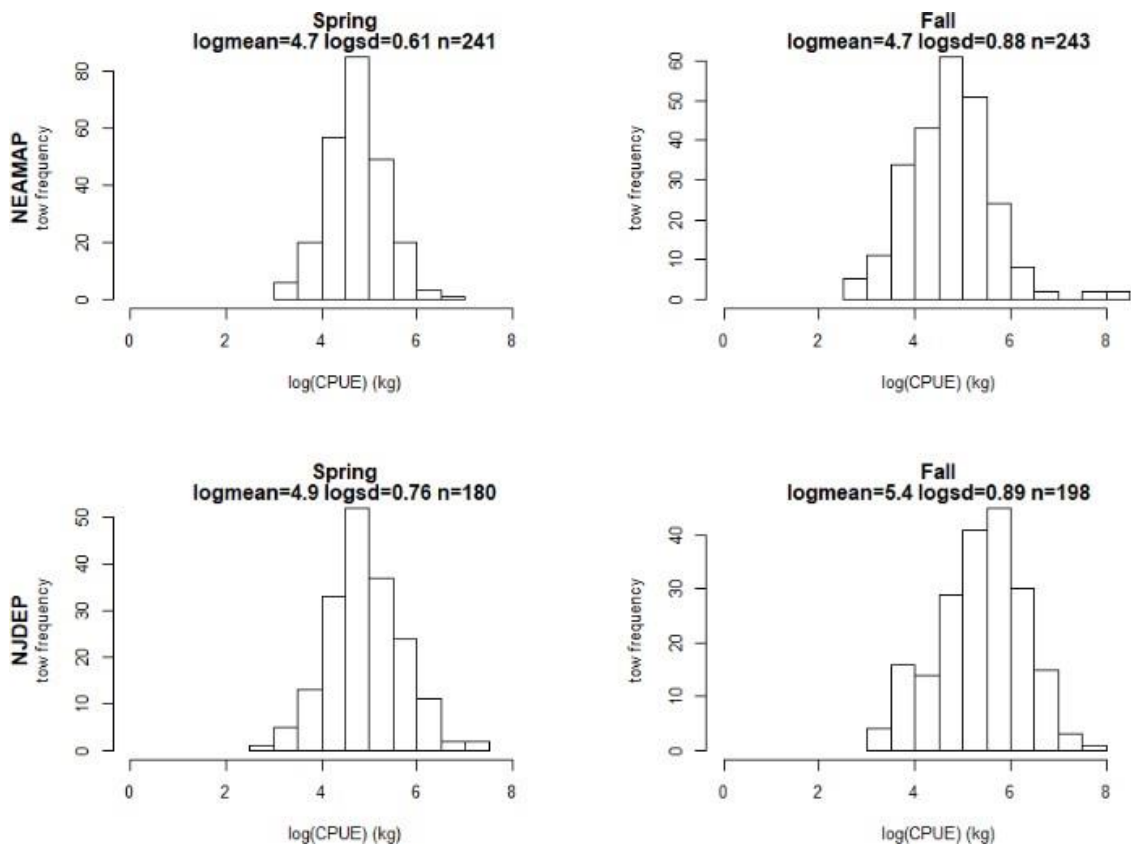 Spring
logmean=4.7 logsd=0.61 n=241
NEAMAP
tow frequency
80
60
40
20
0
0 2 4 6 8
log(CPUE) (kg)
Fall
logmean=4.7 logsd=0.88 n=243
tow frequency
60
50
40
30
20
10
0
0 2 4 6 8
log(CPUE) (kg)
Spring
logmean=4.9 logsd=0.76 n=180
NJDEP
tow frequency
50
40
30
20
10
0
0 2 4 6 8
log(CPUE) (kg)
Fall
logmean=5.4 logsd=0.89 n=198
tow frequency
40
30
20
10
0
0 2 4 6 8
log(CPUE) (kg)